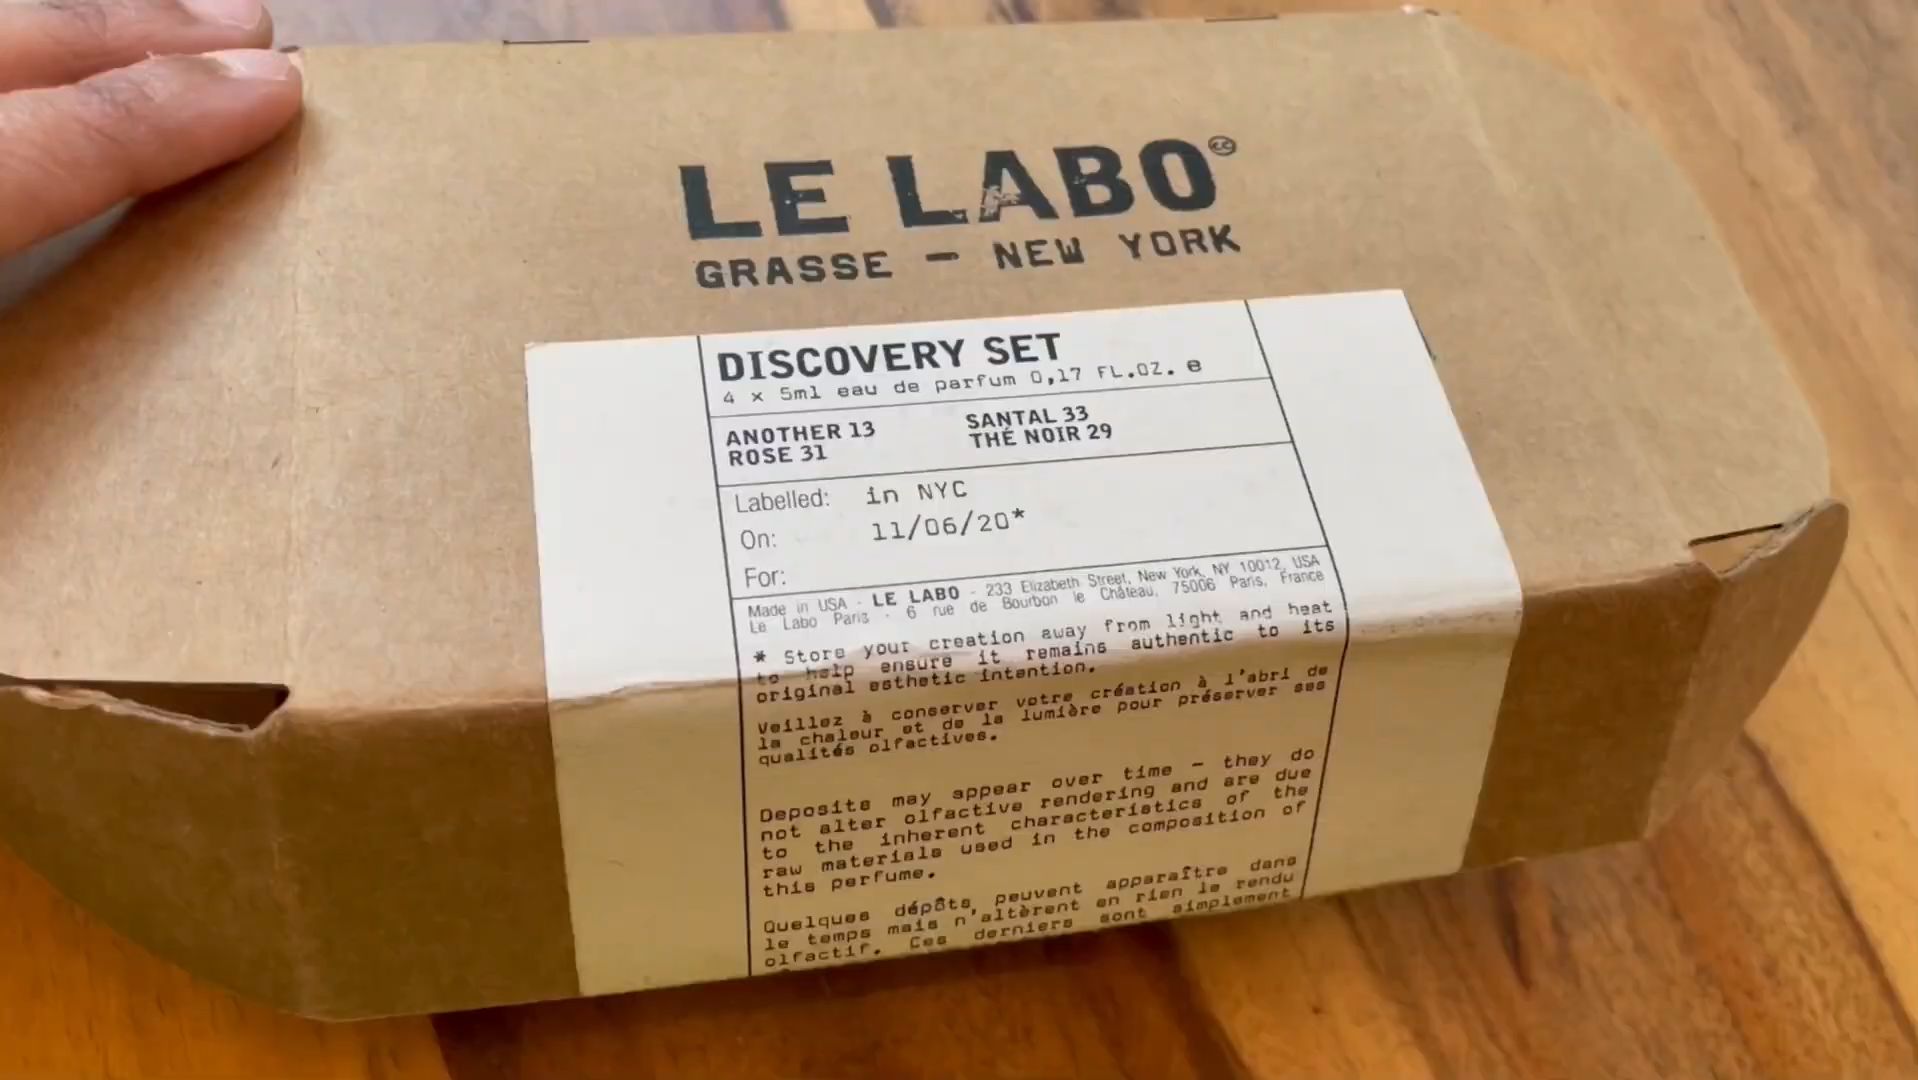 LE LABO
GRASSE — NEW YORK
DISCOVERY SET
4 x 5ml eau de parfum 0,17 FL.OZ. e
ANOTHER 13 SANTAL 33
ROSE 31 THÉ NOIR 29
Labelled: in NYC
On: 11/06/20*
For:
Made in USA - LE LABO - 233 Elizabeth Street, New York, NY 10012, USA
Le Labo Paris - 6 rue de Bourbon le Château, 75006 Paris, France
* Store your creation away from light and heat
to help ensure it remains authentic to its
original esthetic intention.
Veillez à conserver votre création à l'abri de
la chaleur et de la lumière pour préserver ses
qualités olfactives.
Deposits may appear over time — they do
not alter olfactive rendering and are due
to the inherent characteristics of the
raw materials used in the composition of
this perfume.
Quelques dépôts peuvent apparaître dans
le temps mais n'altèrent en rien le rendu
olfactif. Ces derniers sont simplement